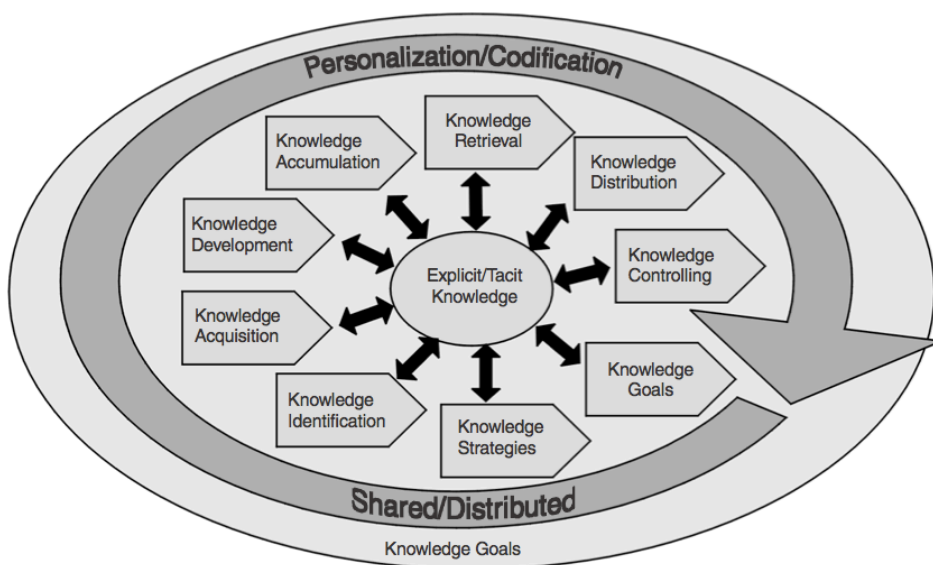 Personalization/Codification
Knowledge
Retrieval
Knowledge
Accumulation
Knowledge
Distribution
Knowledge
Development
Explicit/Tacit
Knowledge
Knowledge
Controlling
Knowledge
Acquisition
Knowledge
Goals
Knowledge
Identification
Knowledge
Strategies
Shared/Distributed
Knowledge Goals